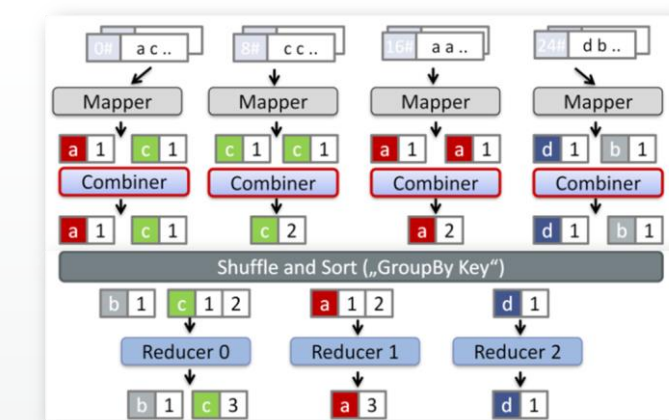 0# a c .. 8# c c .. 16# a a .. 24# d b ..
Mapper Mapper Mapper Mapper
a 1 c 1 c 1 c 1 a 1 a 1 d 1 b 1
Combiner Combiner Combiner Combiner
a 1 c 1 c 2 a 2 d 1 b 1
Shuffle and Sort („GroupBy Key“)
b 1 c 1 2 a 1 2 d 1
Reducer 0 Reducer 1 Reducer 2
b 1 c 3 a 3 d 1